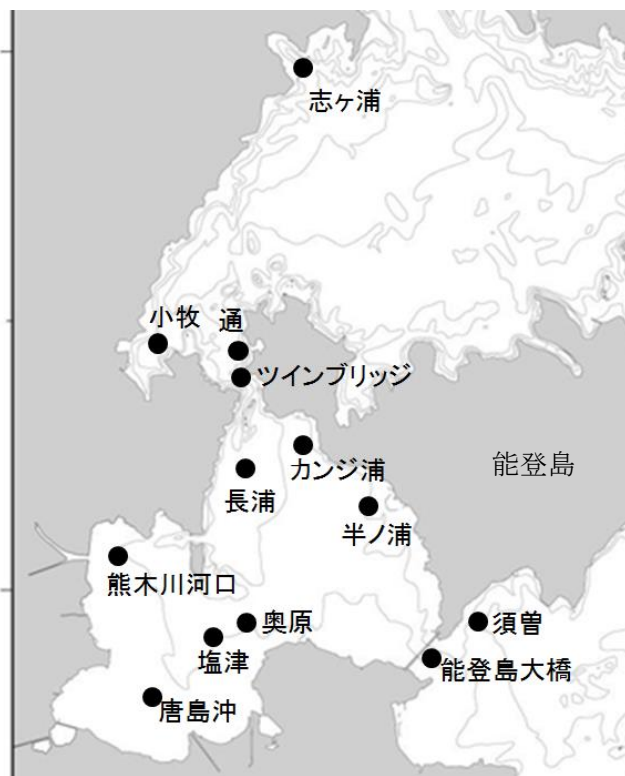 志ヶ浦
小牧
通
ツインブリッジ
カンジ浦
能登島
長浦
半ノ浦
熊木川河口
奥原
須曽
塩津
能登島大橋
唐島沖